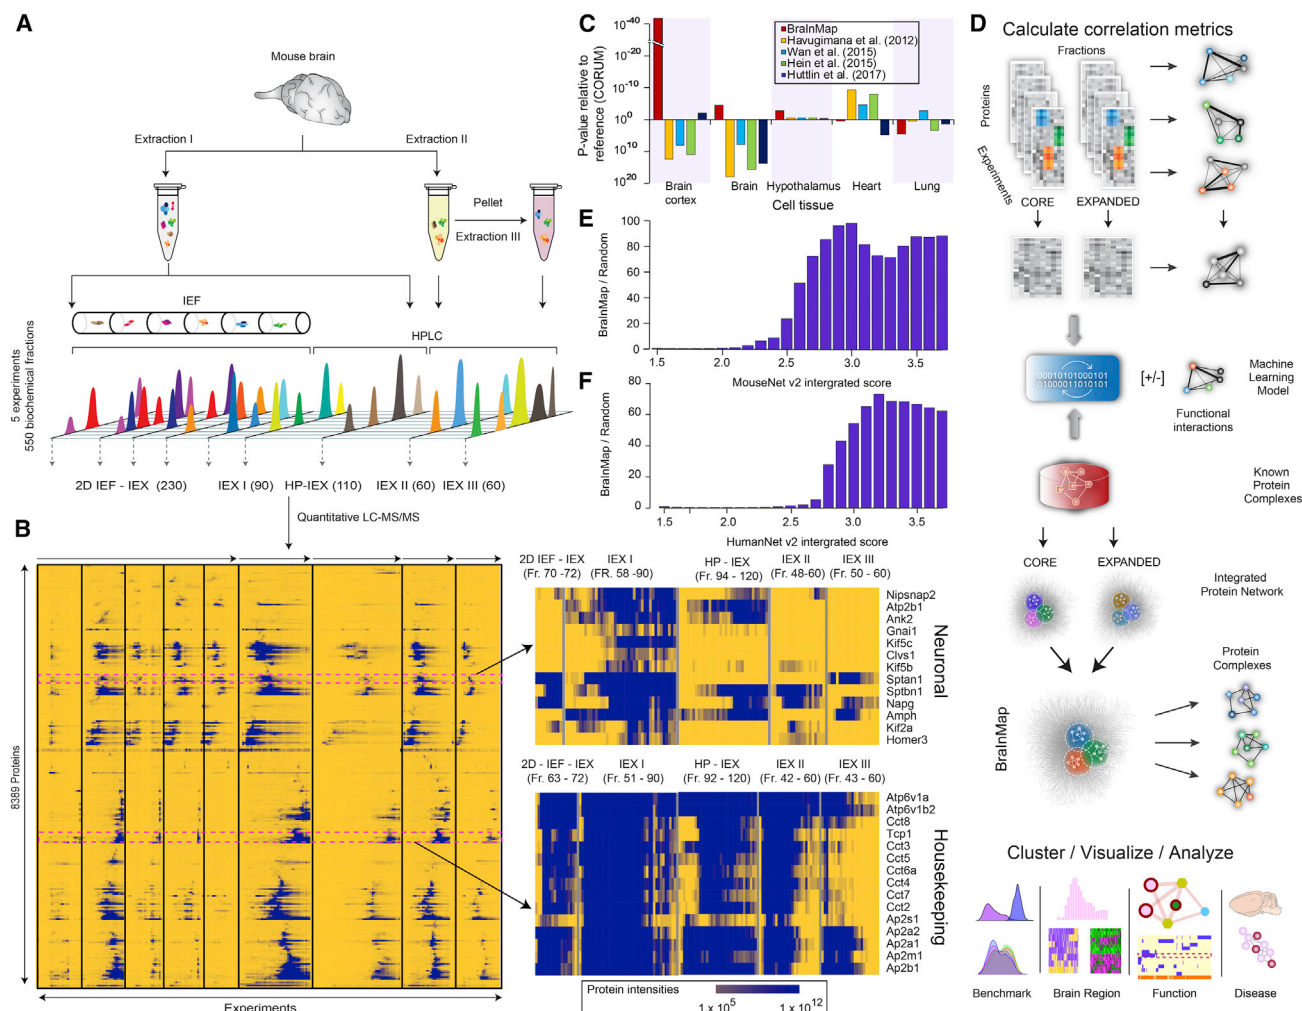 A
Mouse brain
Extraction I
Extraction II
Pellet
Extraction III
IEF
HPLC
5 experiments
550 biochemical fractions
2D IEF - IEX (230)
IEX I (90)
HP-IEX (110)
IEX II (60)
IEX III (60)
Quantitative LC-MS/MS
B
8389 Proteins
Experiments
2D IEF - IEX
(Fr. 70 -72)
IEX I
(FR. 58 -90)
HP - IEX
(Fr. 94 - 120)
IEX II
(Fr. 48-60)
IEX III
(Fr. 50 - 60)
Nipsnap2
Atp2b1
Ank2
Gnai1
Kif5c
Clvs1
Kif5b
Sptan1
Sptbn1
Napg
Amph
Kif2a
Homer3
Neuronal
2D - IEF - IEX
(Fr. 63 - 72)
IEX I
(Fr. 51 - 90)
HP - IEX
(Fr. 92 - 120)
IEX II
(Fr. 42 - 60)
IEX III
(Fr. 43 - 60)
Atp6v1a
Atp6v1b2
Cct8
Tcp1
Cct3
Cct5
Cct6a
Cct4
Cct7
Cct2
Ap2s1
Ap2a2
Ap2a1
Ap2m1
Ap2b1
Housekeeping
Protein intensities
1 x 10^5
1 x 10^12
C
P-value relative to
reference (CORUM)
10^-40
10^-20
10^-10
10^0
10^10
10^20
BraInMap
Havugimana et al. (2012)
Wan et al. (2015)
Hein et al. (2015)
Huttlin et al. (2017)
Brain
cortex
Brain
Hypothalamus
Heart
Lung
Cell tissue
E
BraInMap / Random
100
80
60
40
20
0
1.5
2.0
2.5
3.0
3.5
MouseNet v2 intergrated score
F
BraInMap / Random
80
60
40
20
0
1.5
2.0
2.5
3.0
3.5
HumanNet v2 intergrated score
D
Calculate correlation metrics
Fractions
Proteins
Experiments
CORE
EXPANDED
00010101000101
01000011010101
[+/-]
Functional
interactions
Machine
Learning
Model
Known
Protein
Complexes
CORE
EXPANDED
Integrated
Protein Network
Protein
Complexes
BraInMap
Cluster / Visualize / Analyze
Benchmark
Brain Region
Function
Disease